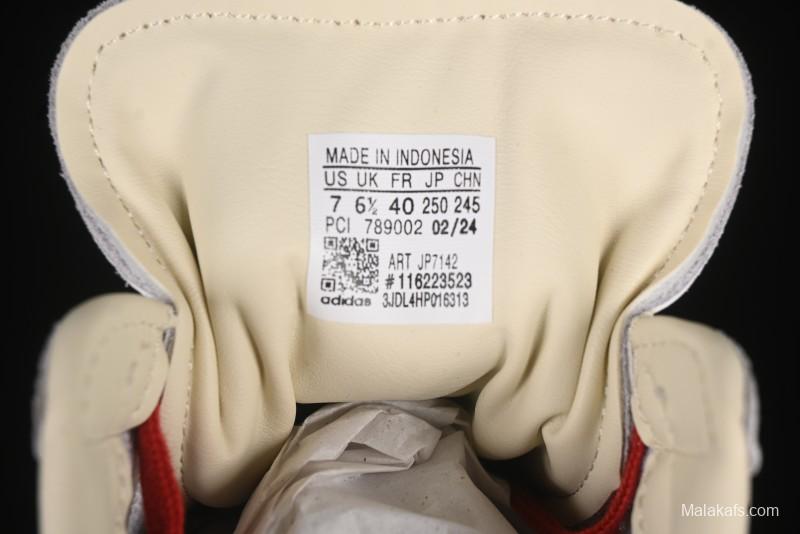 MADE IN INDONESIA
US UK FR JP CHN
7 6½ 40 250 245
PCI 789002 02/24
ART JP7142
#116223523
adidas 3JDL4HP016313
Malakafs.com